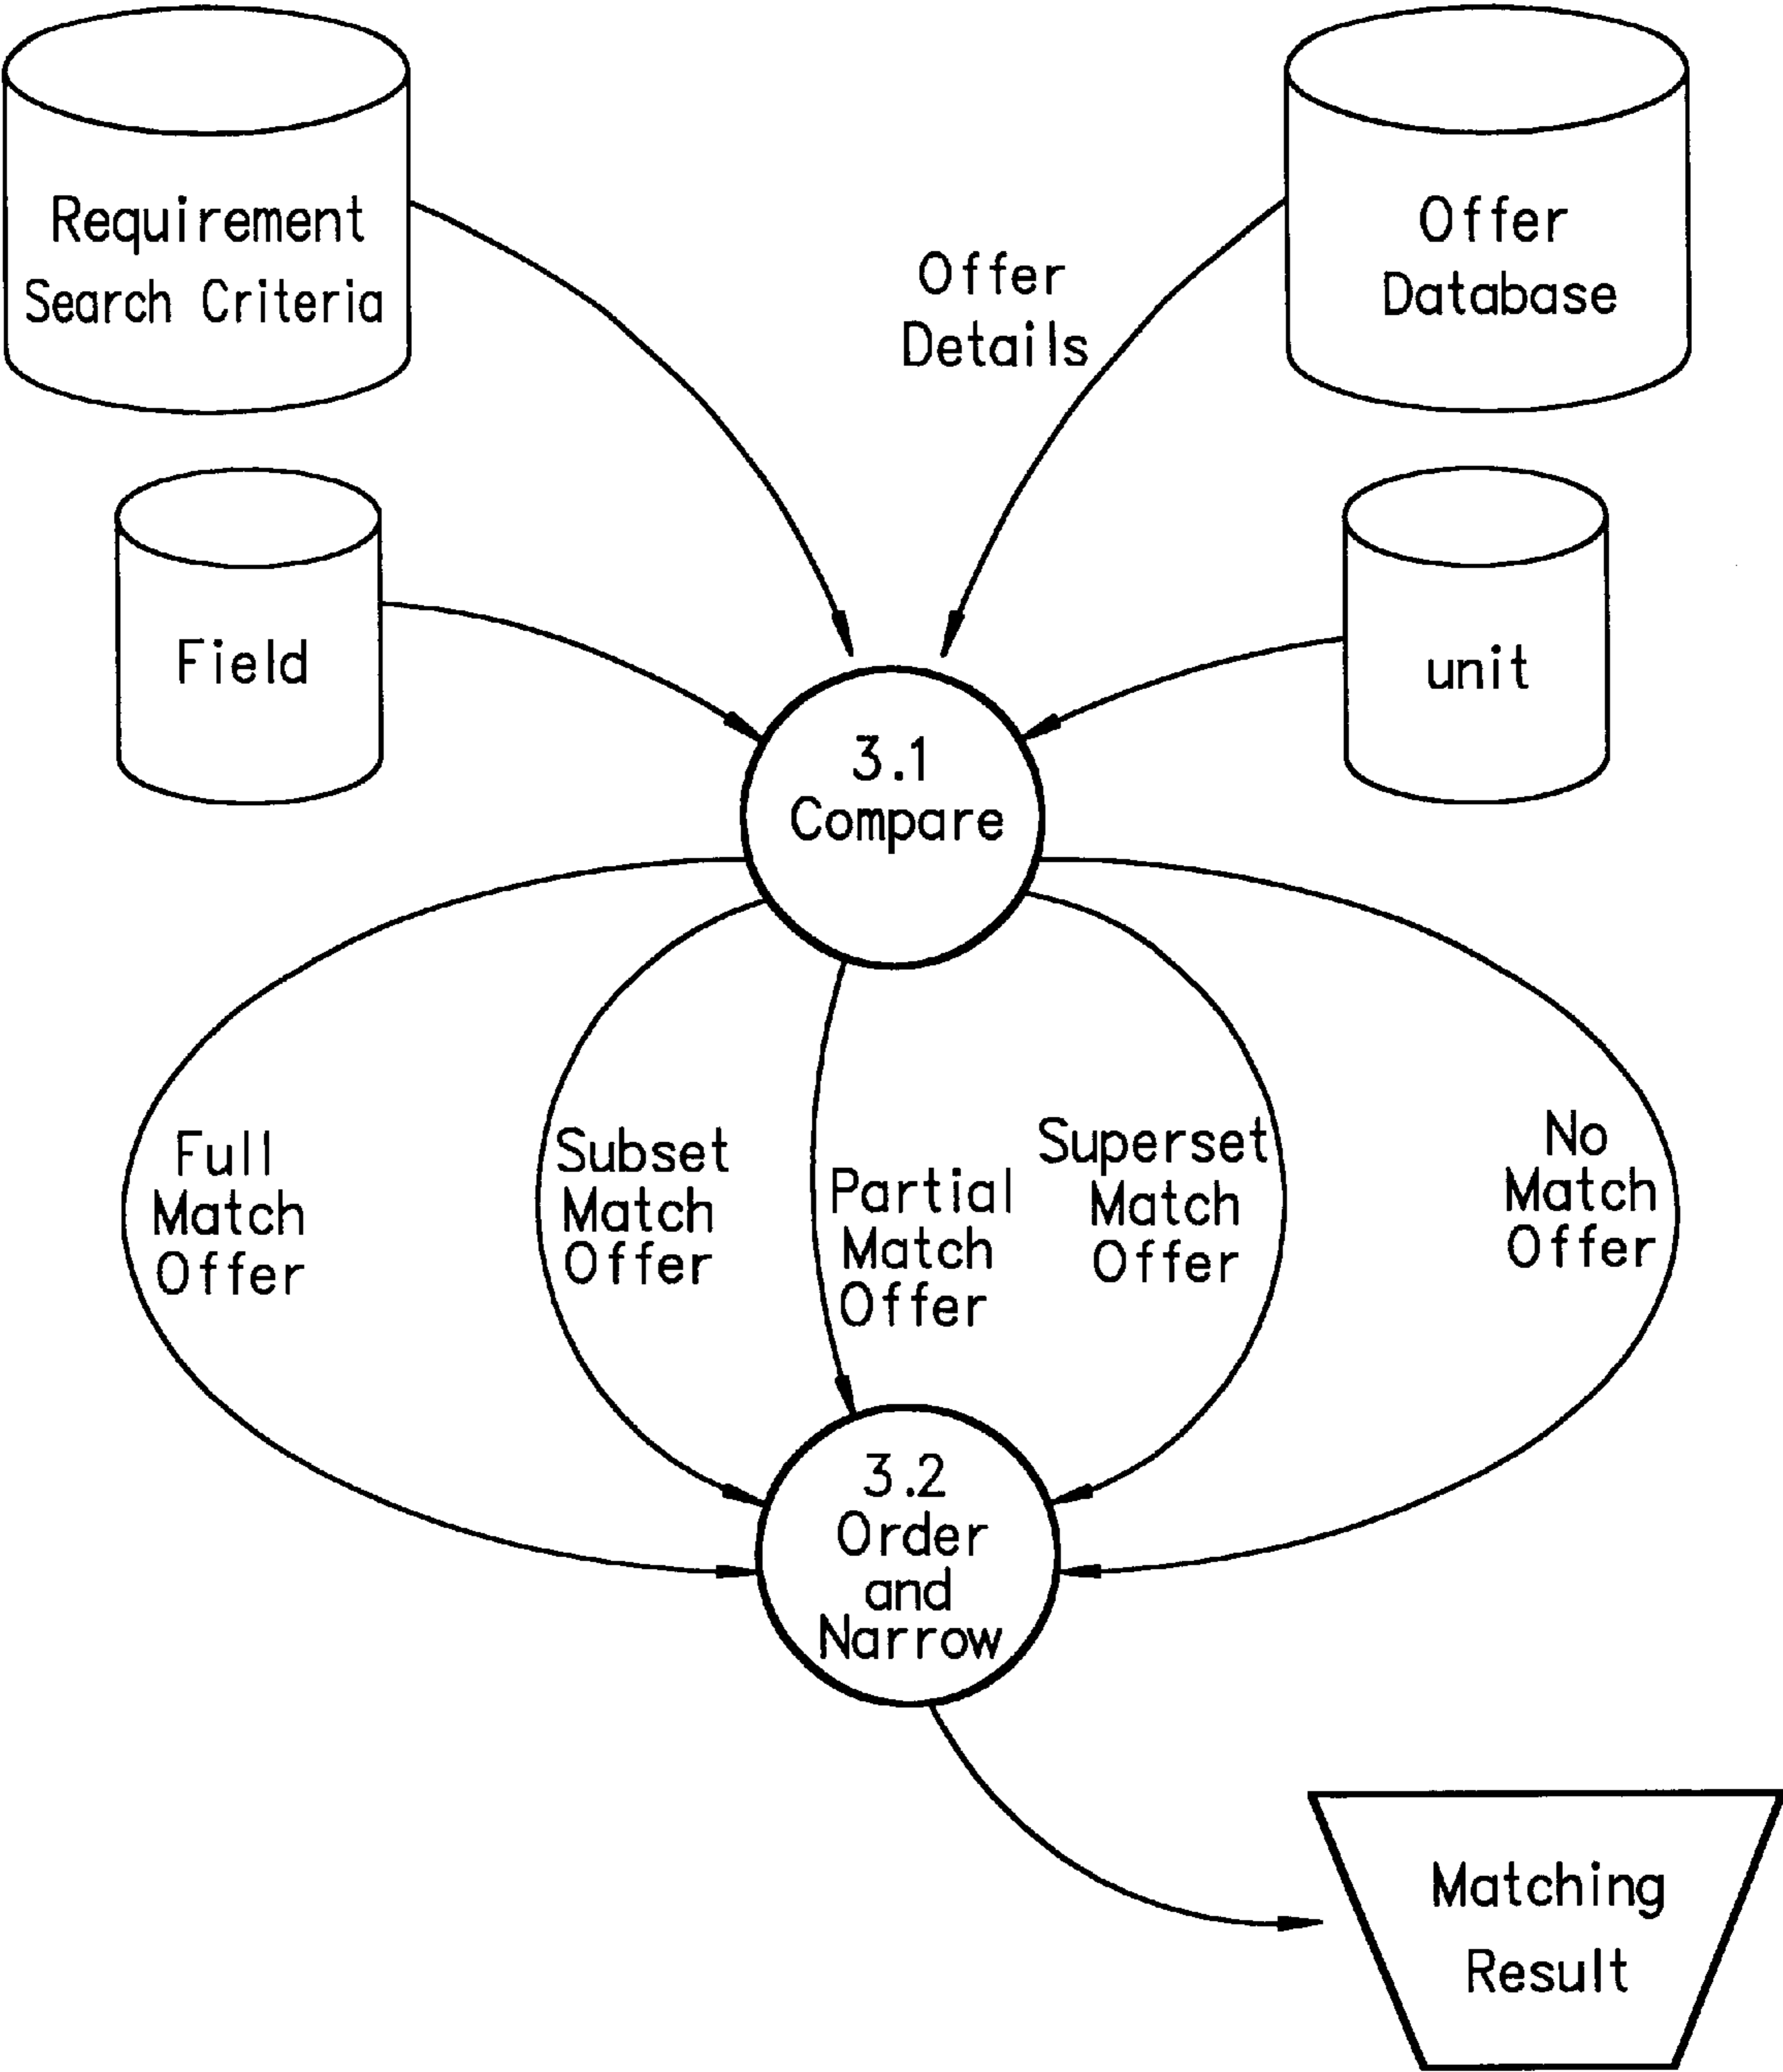 Requirement
Search Criteria
Offer
Details
Offer
Database
Field
unit
3.1
Compare
Full
Match
Offer
Subset
Match
Offer
Partial
Match
Offer
Superset
Match
Offer
No
Match
Offer
3.2
Order
and
Narrow
Matching
Result